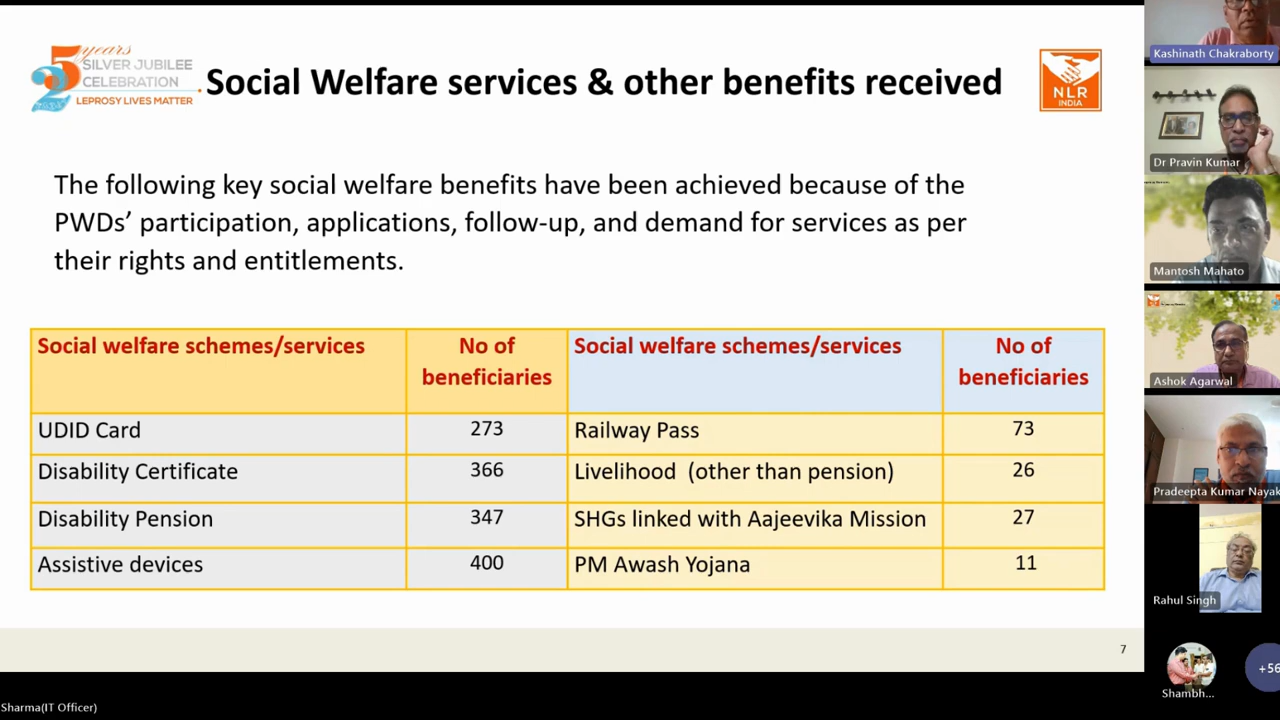 years
25
SILVER JUBILEE
CELEBRATION
LEPROSY LIVES MATTER
Social Welfare services & other benefits received
NLR
INDIA
The following key social welfare benefits have been achieved because of the
PWDs’ participation, applications, follow-up, and demand for services as per
their rights and entitlements.
Social welfare schemes/services
No of
beneficiaries
Social welfare schemes/services
No of
beneficiaries
UDID Card 273 Railway Pass 73
Disability Certificate 366 Livelihood (other than pension) 26
Disability Pension 347 SHGs linked with Aajeevika Mission 27
Assistive devices 400 PM Awash Yojana 11
7
Sharma(IT Officer)
Kashinath Chakraborty
Dr Pravin Kumar
Mantosh Mahato
Ashok Agarwal
Pradeepta Kumar Nayak
Rahul Singh
Shambh...
+56